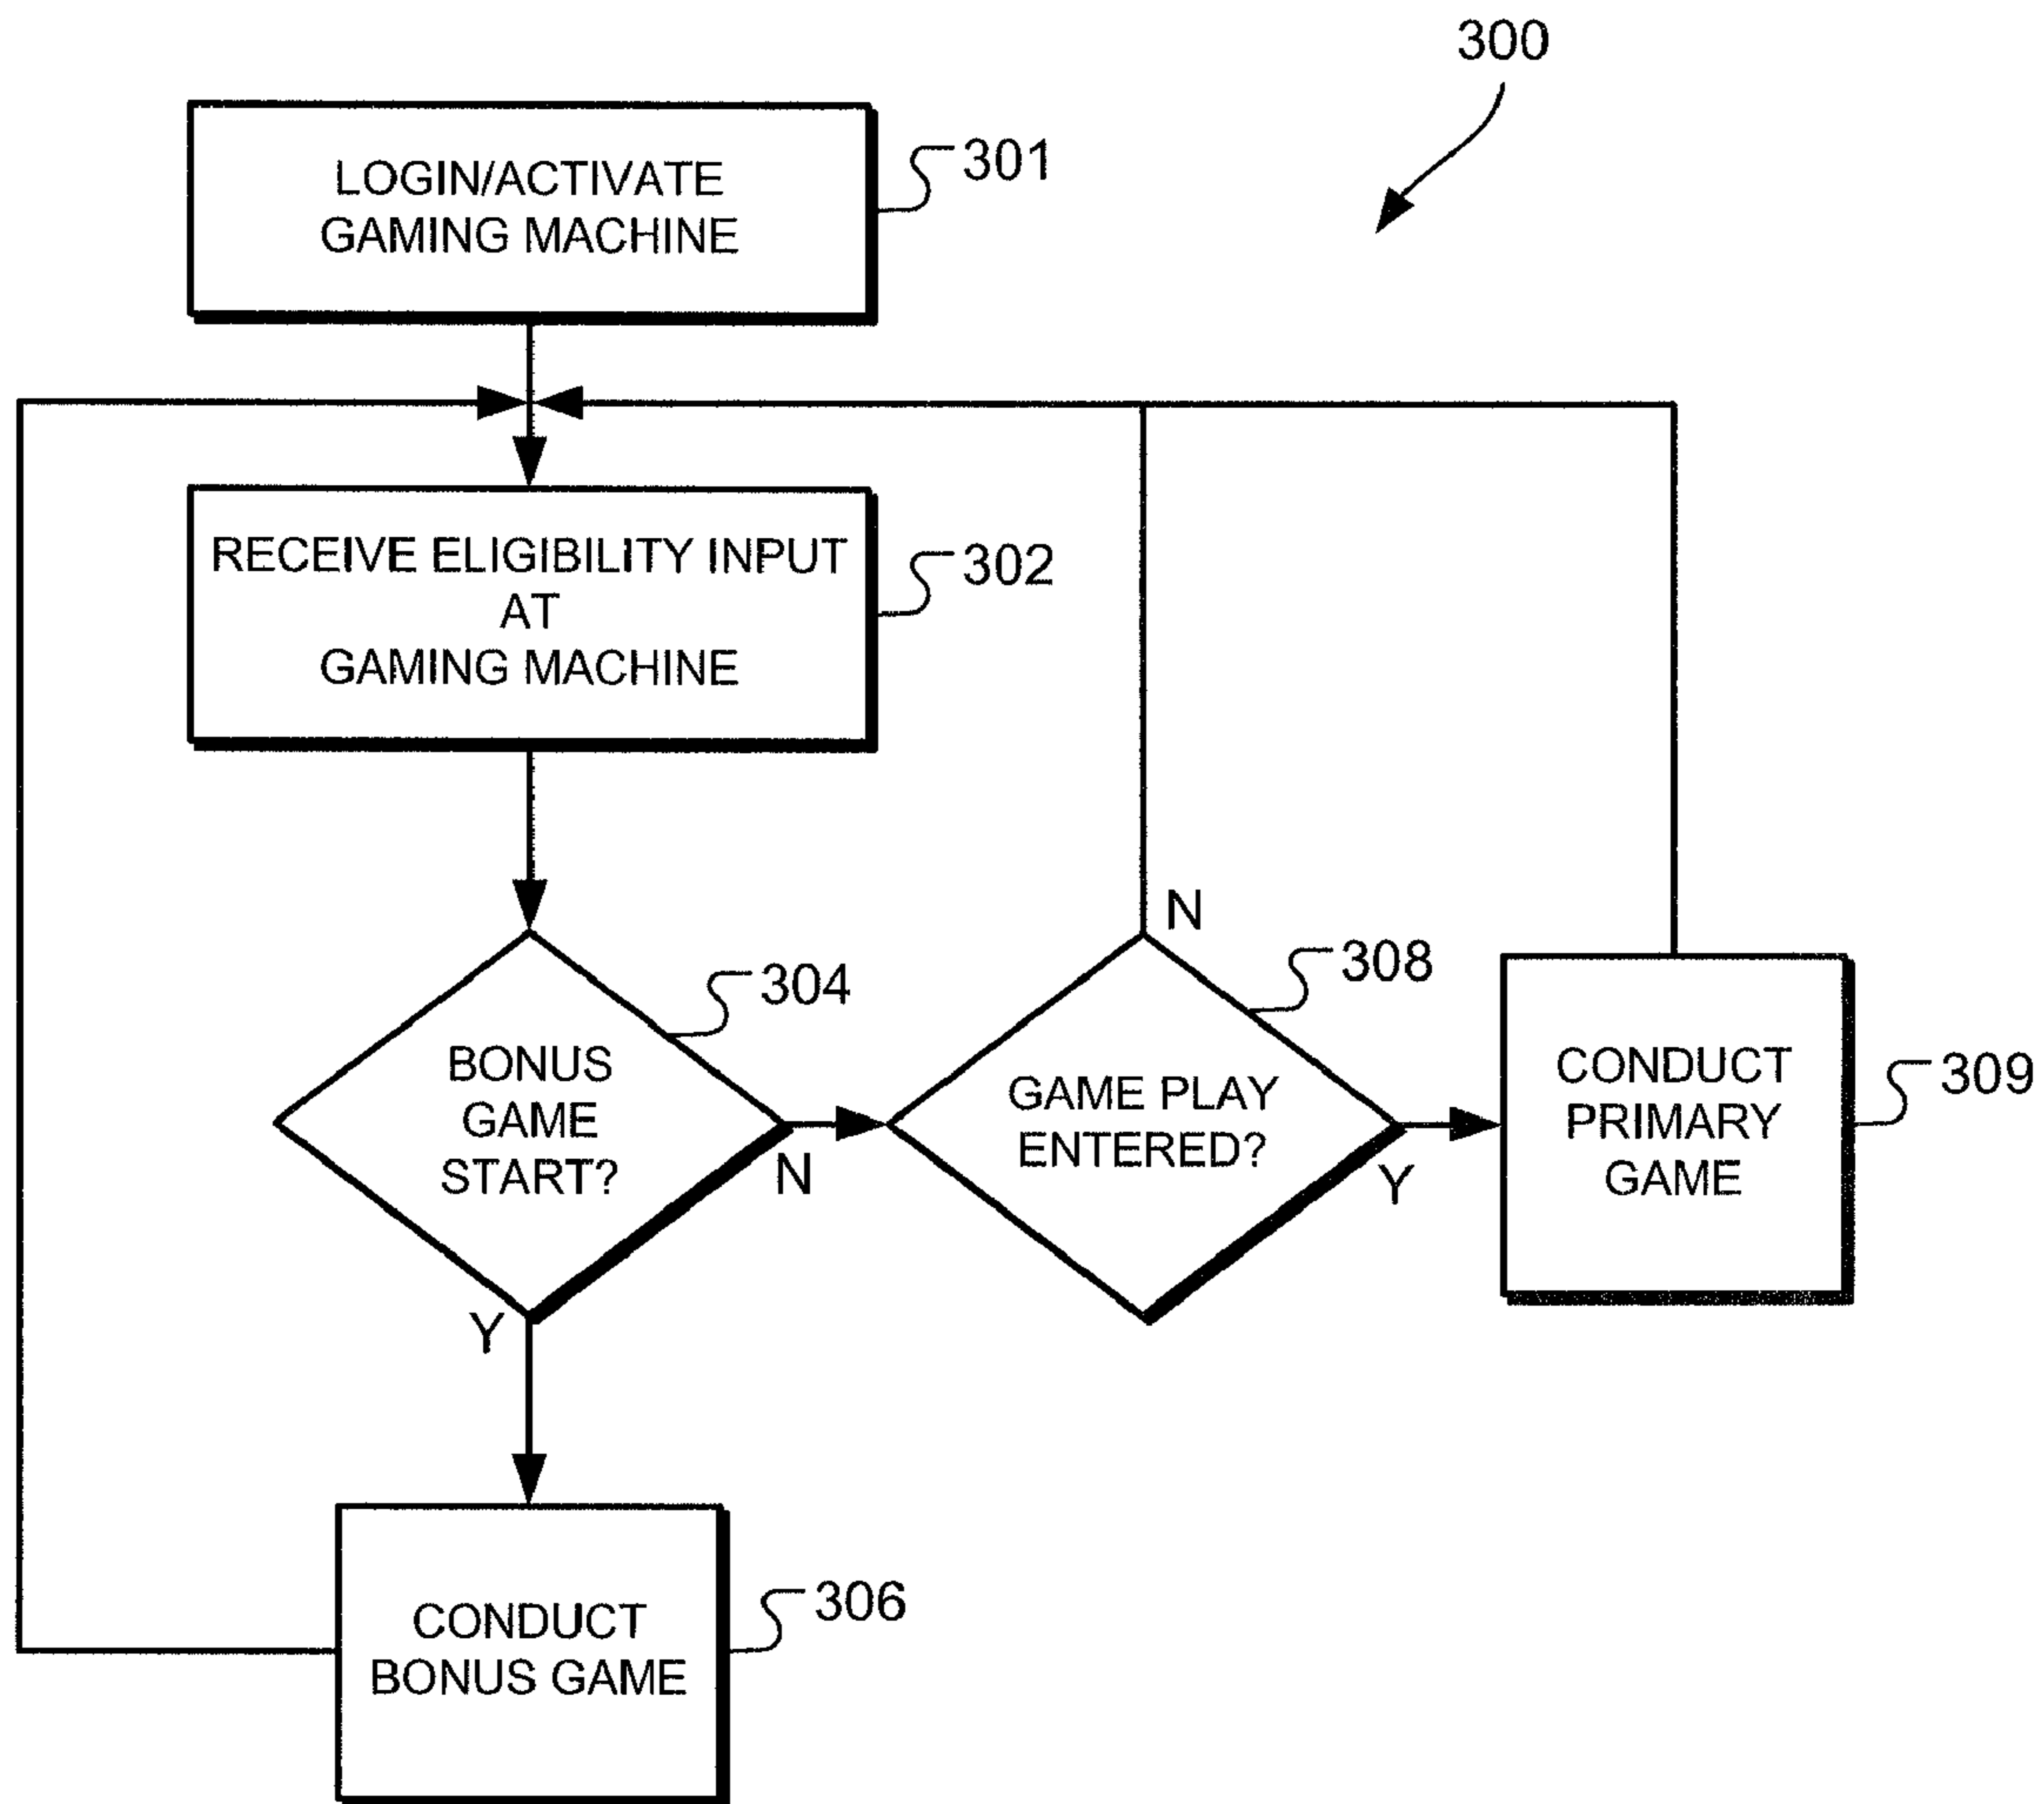 300
LOGIN/ACTIVATE
GAMING MACHINE
301
RECEIVE ELIGIBILITY INPUT
AT
GAMING MACHINE
302
BONUS
GAME
START?
304
N
Y
GAME PLAY
ENTERED?
308
N
Y
CONDUCT
PRIMARY
GAME
309
CONDUCT
BONUS GAME
306